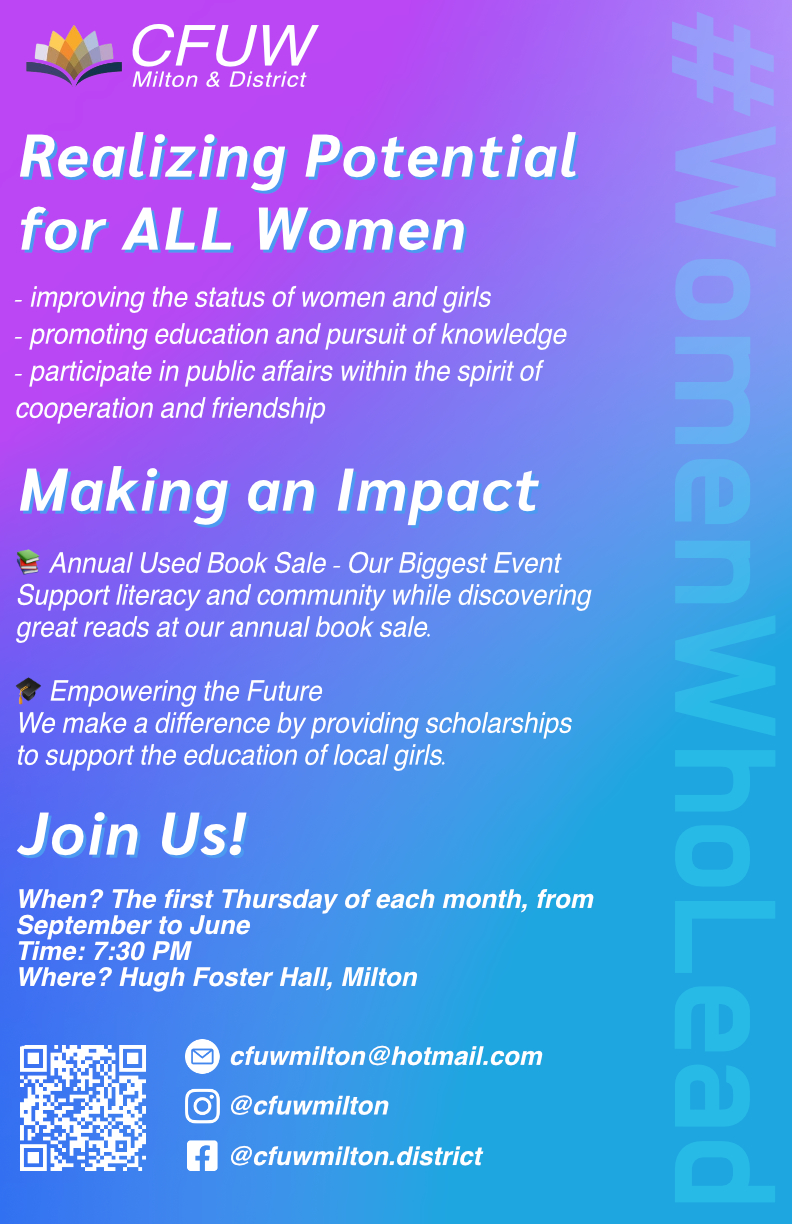 CFUW
Milton & District
Realizing Potential
for ALL Women
- improving the status of women and girls
- promoting education and pursuit of knowledge
- participate in public affairs within the spirit of
cooperation and friendship
Making an Impact
📚 Annual Used Book Sale - Our Biggest Event
Support literacy and community while discovering
great reads at our annual book sale.
🎓 Empowering the Future
We make a difference by providing scholarships
to support the education of local girls.
Join Us!
When? The first Thursday of each month, from
September to June
Time: 7:30 PM
Where? Hugh Foster Hall, Milton
cfuwmilton@hotmail.com
@cfuwmilton
@cfuwmilton.district
#WomenWhoLead